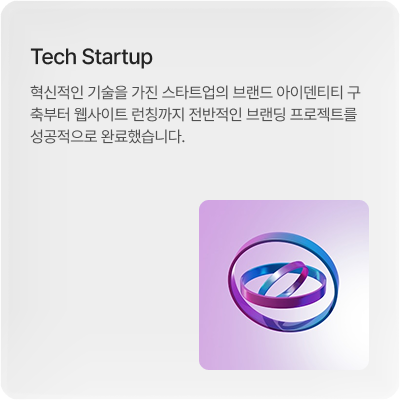 Tech Startup
혁신적인 기술을 가진 스타트업의 브랜드 아이덴티티 구
축부터 웹사이트 런칭까지 전반적인 브랜딩 프로젝트를
성공적으로 완료했습니다.